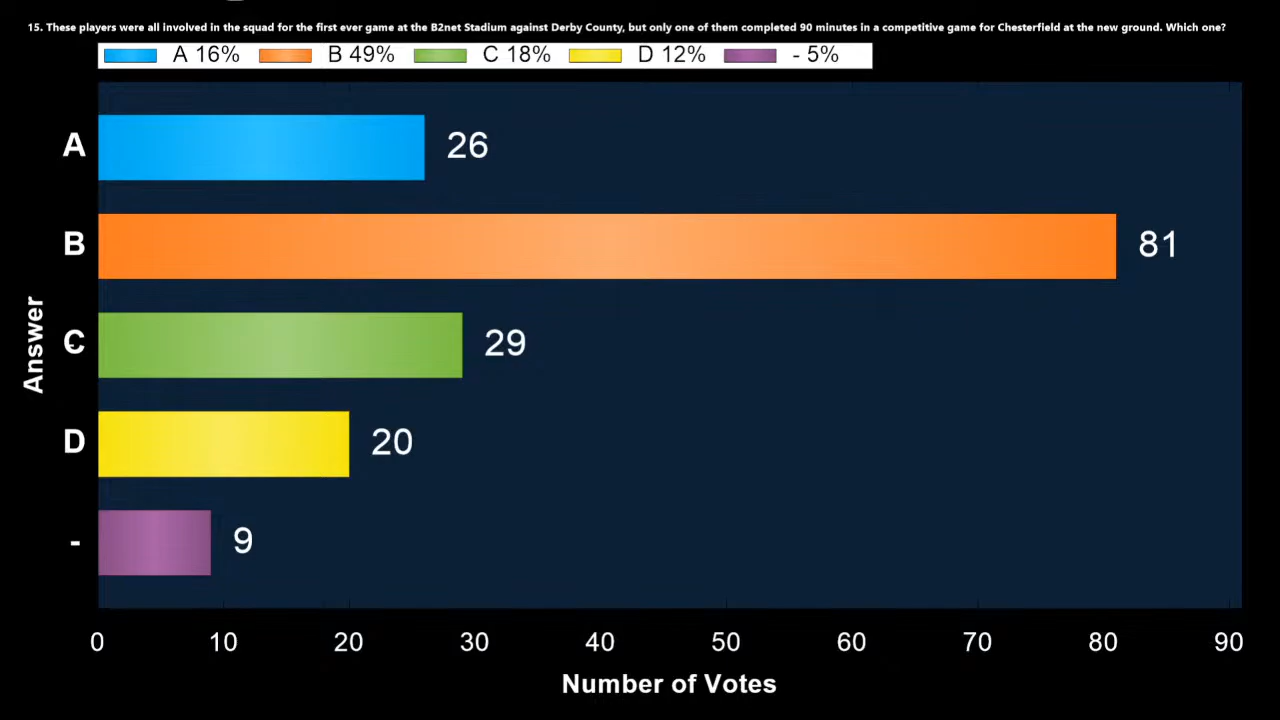 15. These players were all involved in the squad for the first ever game at the B2net Stadium against Derby County, but only one of them completed 90 minutes in a competitive game for Chesterfield at the new ground. Which one?
A 16% B 49% C 18% D 12% - 5%
A 26
B 81
C 29
D 20
- 9
Answer
0 10 20 30 40 50 60 70 80 90
Number of Votes